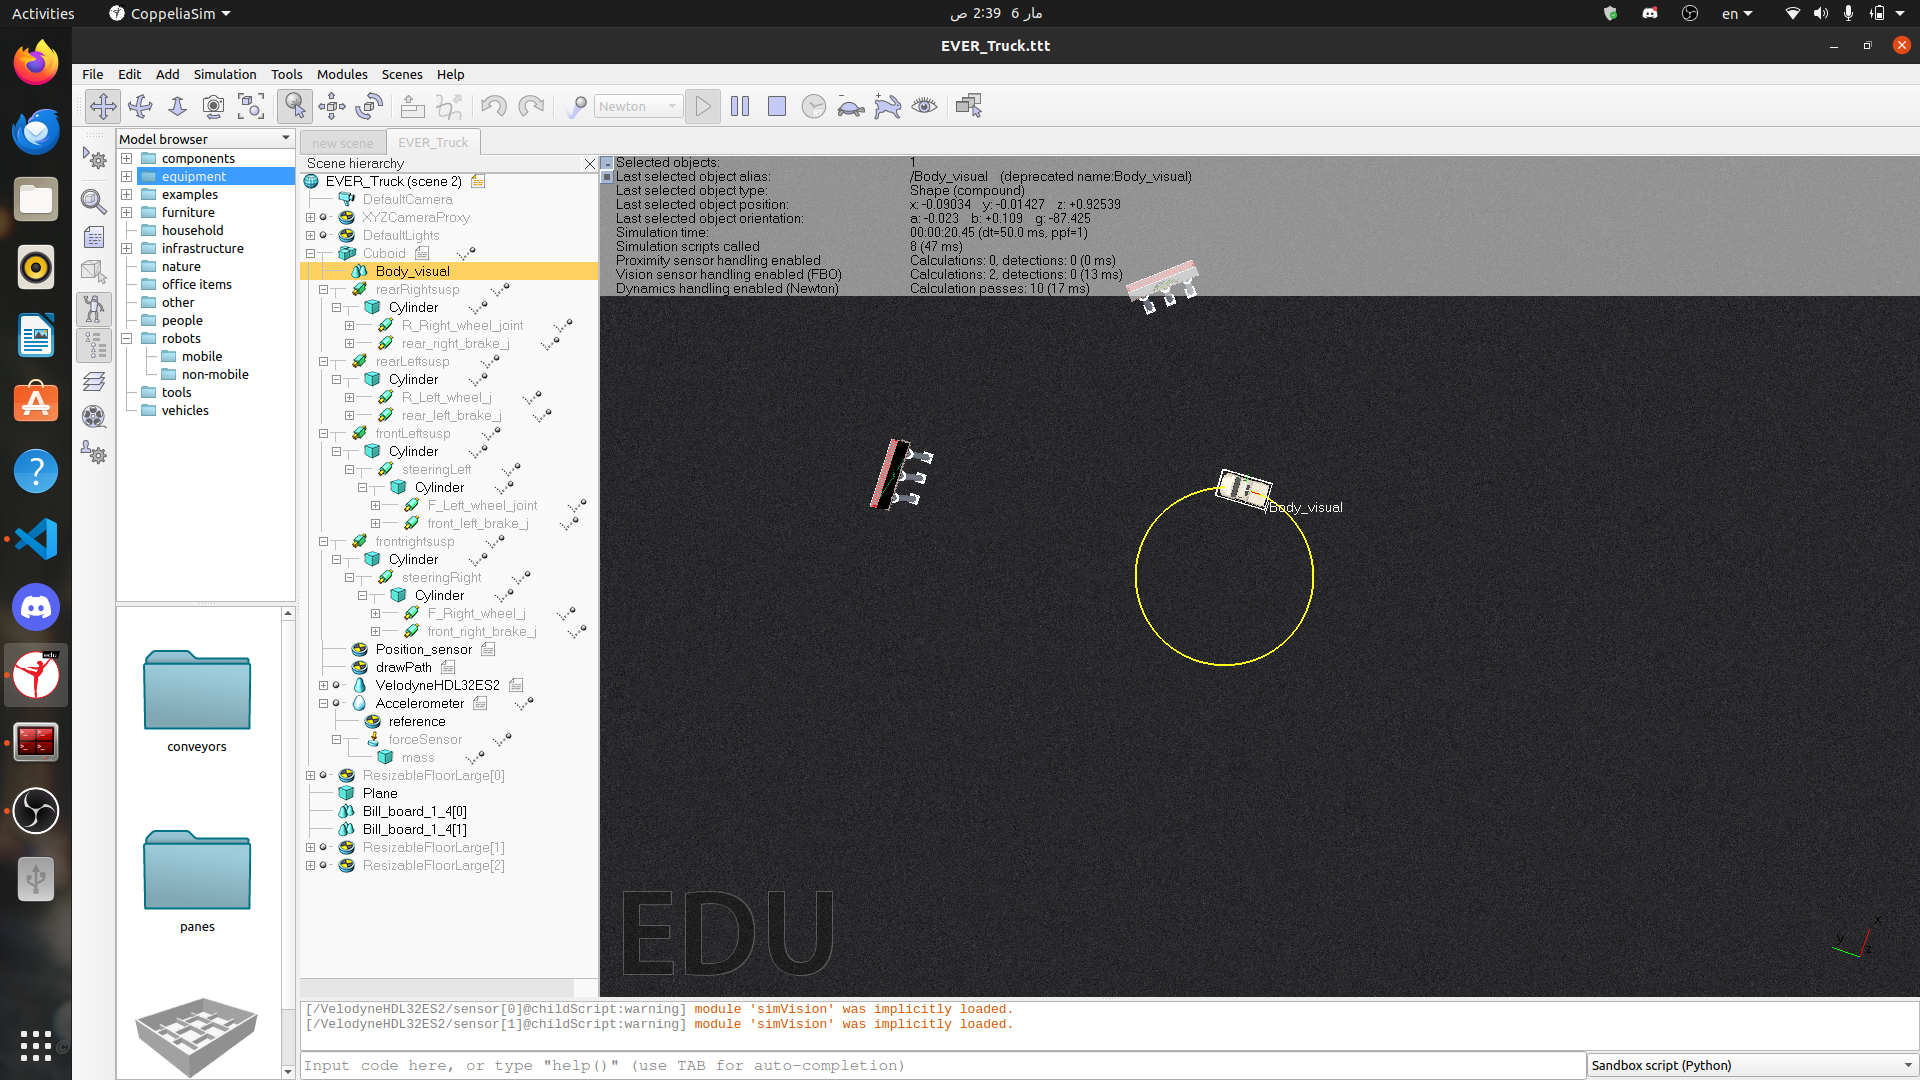 Activities
CoppeliaSim
2:39 ص
6 مار
en
EVER_Truck.ttt
File Edit Add Simulation Tools Modules Scenes Help
Newton
Model browser
components
equipment
examples
furniture
household
infrastructure
nature
office items
other
people
robots
mobile
non-mobile
tools
vehicles
conveyors
panes
new scene
EVER_Truck
Scene hierarchy
EVER_Truck (scene 2)
DefaultCamera
XYZCameraProxy
DefaultLights
Cuboid
Body_visual
rearRightsusp
Cylinder
R_Right_wheel_joint
rear_right_brake_j
rearLeftsusp
Cylinder
R_Left_wheel_j
rear_left_brake_j
frontLeftsusp
Cylinder
steeringLeft
Cylinder
F_Left_wheel_joint
front_left_brake_j
frontrightsusp
Cylinder
steeringRight
Cylinder
F_Right_wheel_j
front_right_brake_j
Position_sensor
drawPath
VelodyneHDL32ES2
Accelerometer
reference
forceSensor
mass
ResizableFloorLarge[0]
Plane
Bill_board_1_4[0]
Bill_board_1_4[1]
ResizableFloorLarge[1]
ResizableFloorLarge[2]
Selected objects: 1
Last selected object alias: /Body_visual (deprecated name:Body_visual)
Last selected object type: Shape (compound)
Last selected object position: x: -0.09034 y: -0.01427 z: +0.92539
Last selected object orientation: a: -0.023 b: +0.109 g: -87.425
Simulation time: 00:00:20.45 (dt=50.0 ms, ppf=1)
Simulation scripts called 8 (47 ms)
Proximity sensor handling enabled Calculations: 0, detections: 0 (0 ms)
Vision sensor handling enabled (FBO) Calculations: 2, detections: 0 (13 ms)
Dynamics handling enabled (Newton) Calculation passes: 10 (17 ms)
/Body_visual
EDU
x
y
z
[/VelodyneHDL32ES2/sensor[0]@childScript:warning] module 'simVision' was implicitly loaded.
[/VelodyneHDL32ES2/sensor[1]@childScript:warning] module 'simVision' was implicitly loaded.
Input code here, or type "help()" (use TAB for auto-completion)
Sandbox script (Python)
edu